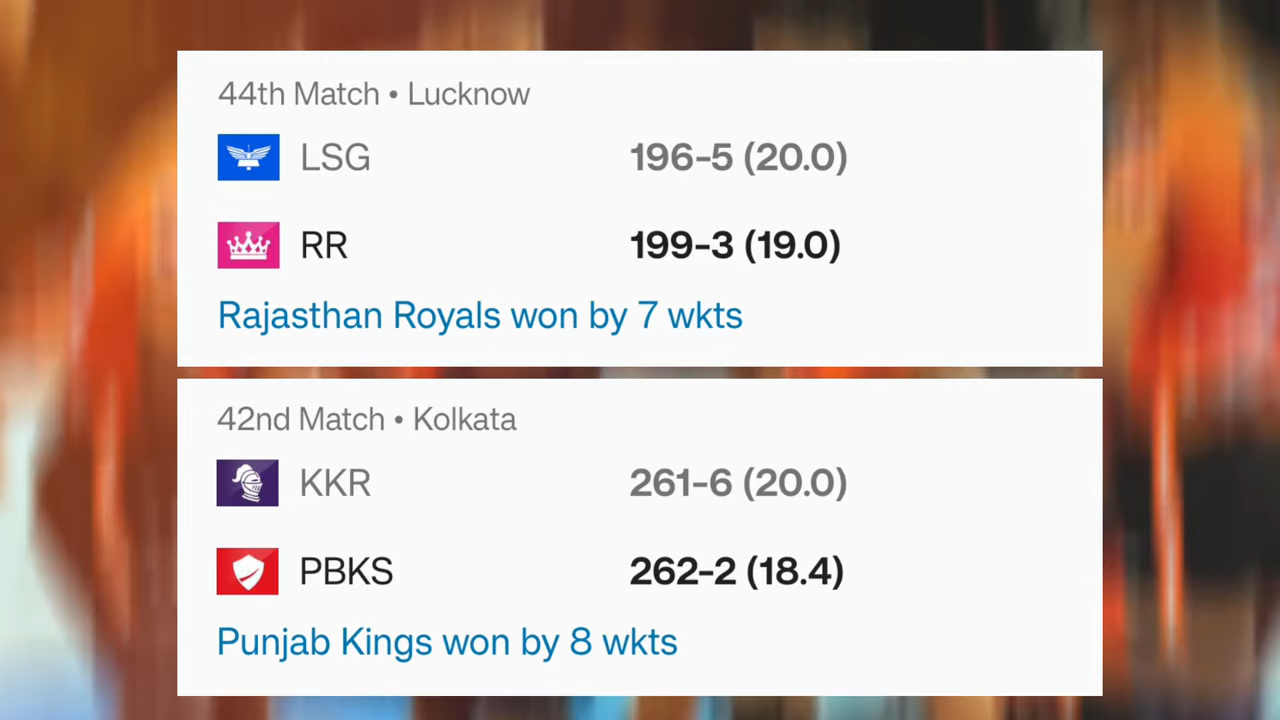 44th Match • Lucknow
LSG 196-5 (20.0)
RR 199-3 (19.0)
Rajasthan Royals won by 7 wkts
42nd Match • Kolkata
KKR 261-6 (20.0)
PBKS 262-2 (18.4)
Punjab Kings won by 8 wkts